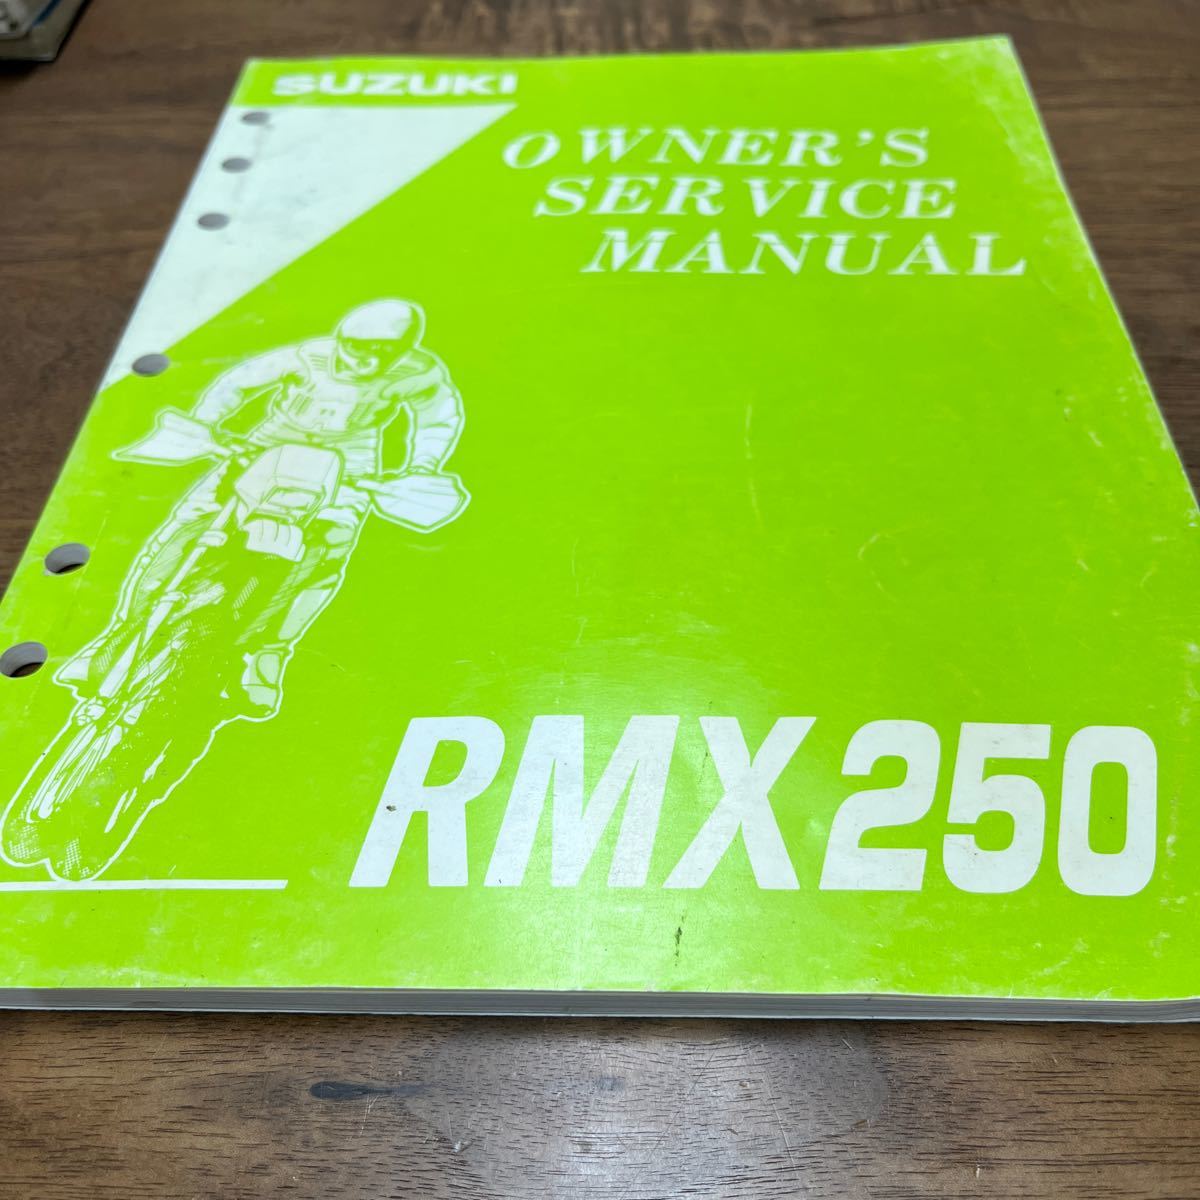 SUZUKI
OWNER'S
SERVICE
MANUAL
RMX250